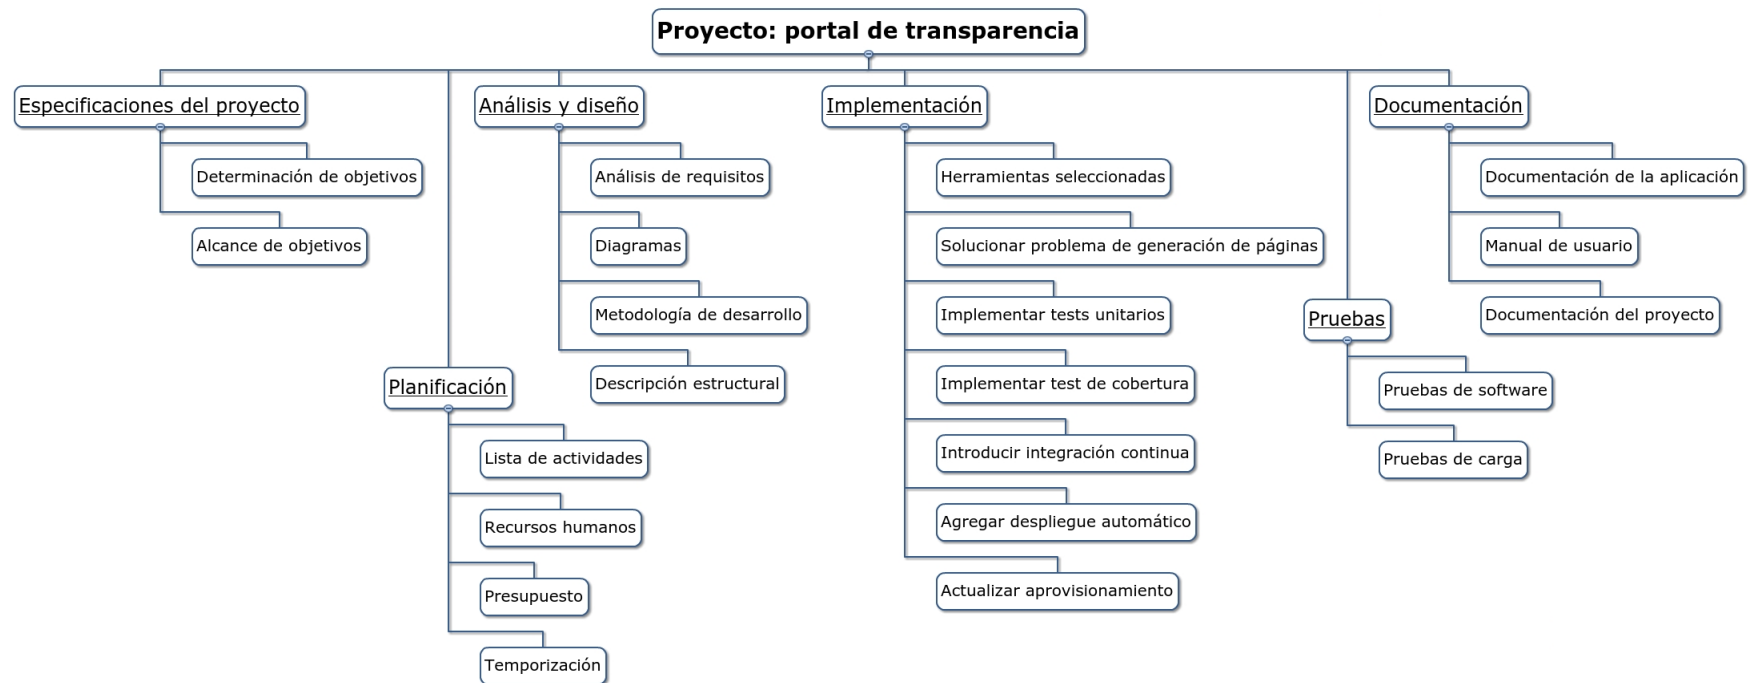 Proyecto: portal de transparencia
Especificaciones del proyecto
Determinación de objetivos
Alcance de objetivos
Planificación
Lista de actividades
Recursos humanos
Presupuesto
Temporización
Análisis y diseño
Análisis de requisitos
Diagramas
Metodología de desarrollo
Descripción estructural
Implementación
Herramientas seleccionadas
Solucionar problema de generación de páginas
Implementar tests unitarios
Implementar test de cobertura
Introducir integración continua
Agregar despliegue automático
Actualizar aprovisionamiento
Pruebas
Pruebas de software
Pruebas de carga
Documentación
Documentación de la aplicación
Manual de usuario
Documentación del proyecto